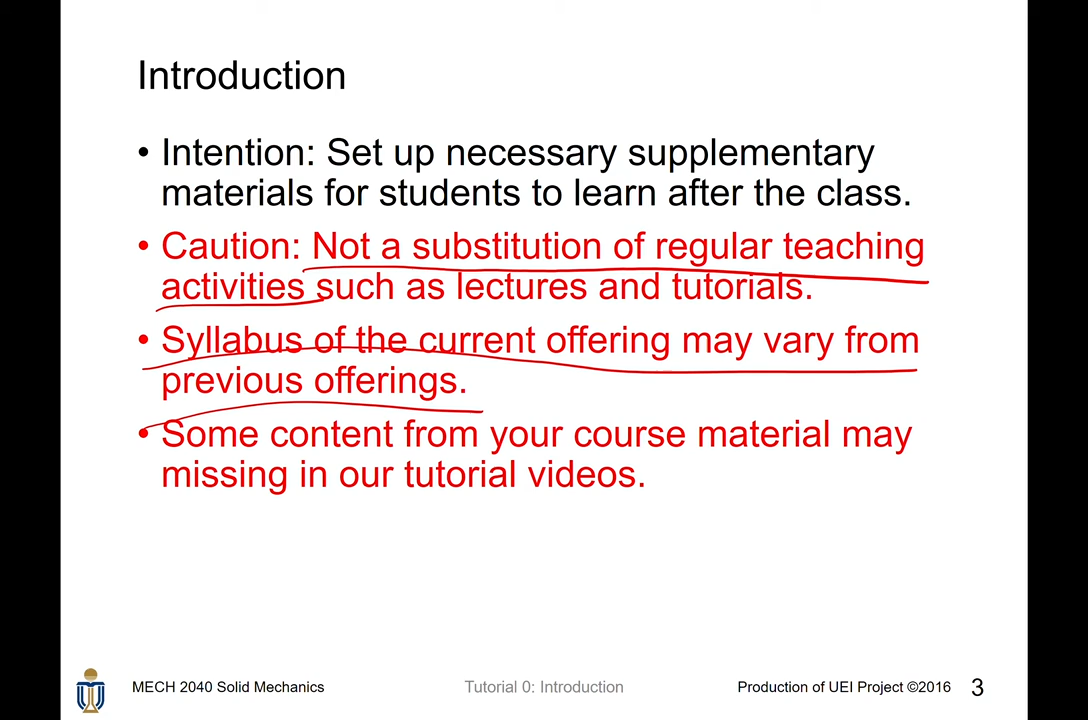 Introduction
• Intention: Set up necessary supplementary
materials for students to learn after the class.
• Caution: Not a substitution of regular teaching
activities such as lectures and tutorials.
• Syllabus of the current offering may vary from
previous offerings.
• Some content from your course material may
missing in our tutorial videos.
MECH 2040 Solid Mechanics
Tutorial 0: Introduction
Production of UEI Project ©2016
3